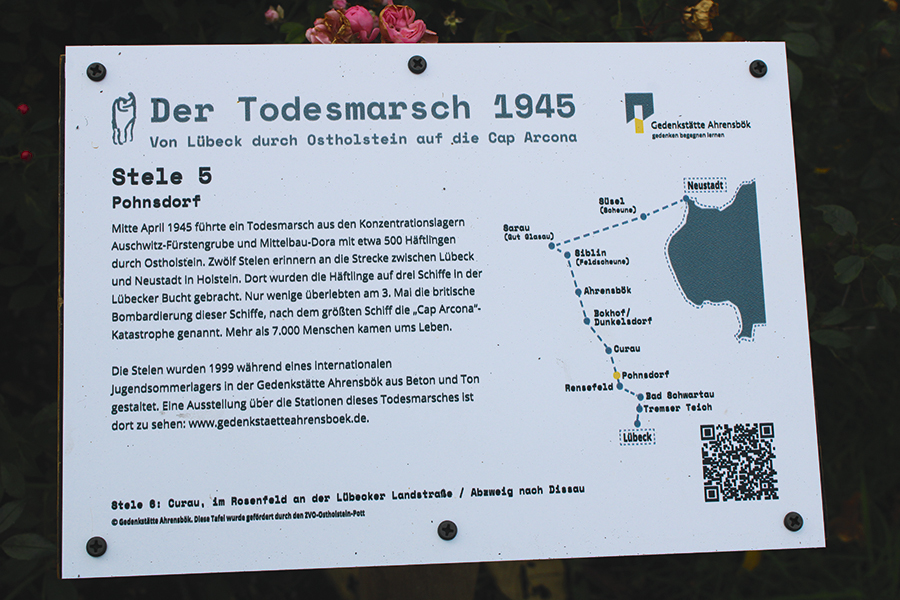 Der Todesmarsch 1945
Von Lübeck durch Ostholstein auf die Cap Arcona
Gedenkstätte Ahrensbök
gedenken begegnen lernen
Stele 5
Pohnsdorf
Mitte April 1945 führte ein Todesmarsch aus den Konzentrationslagern
Auschwitz-Fürstengrube und Mittelbau-Dora mit etwa 500 Häftlingen
durch Ostholstein. Zwölf Stelen erinnern an die Strecke zwischen Lübeck
und Neustadt in Holstein. Dort wurden die Häftlinge auf drei Schiffe in der
Lübecker Bucht gebracht. Nur wenige überlebten am 3. Mai die britische
Bombardierung dieser Schiffe, nach dem größten Schiff die „Cap Arcona“-
Katastrophe genannt. Mehr als 7.000 Menschen kamen ums Leben.
Die Stelen wurden 1999 während eines internationalen
Jugendsommerlagers in der Gedenkstätte Ahrensbök aus Beton und Ton
gestaltet. Eine Ausstellung über die Stationen dieses Todesmarsches ist
dort zu sehen: www.gedenkstaetteahrensboek.de.
Neustadt
Süsel
(Scheune)
Sarau
(Gut Glasau)
Siblin
(Feldscheune)
Ahrensbök
Bokhof/
Dunkelsdorf
Curau
Pohnsdorf
Rensefeld
Bad Schwartau
Tremser Teich
Lübeck
Stele 6: Curau, im Rosenfeld an der Lübecker Landstraße / Abzweig nach Dissau
© Gedenkstätte Ahrensbök. Diese Tafel wurde gefördert durch den ZVO-Ostholstein-Pott